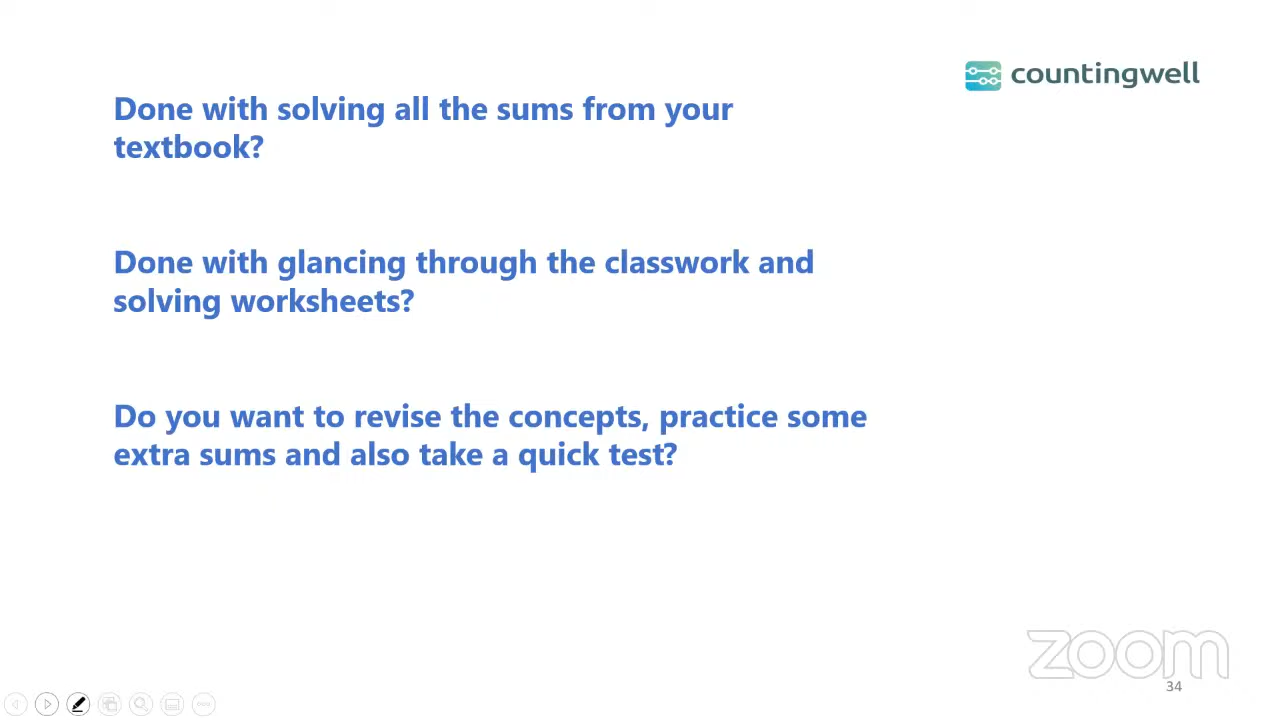 countingwell
Done with solving all the sums from your
textbook?
Done with glancing through the classwork and
solving worksheets?
Do you want to revise the concepts, practice some
extra sums and also take a quick test?
zoom
34